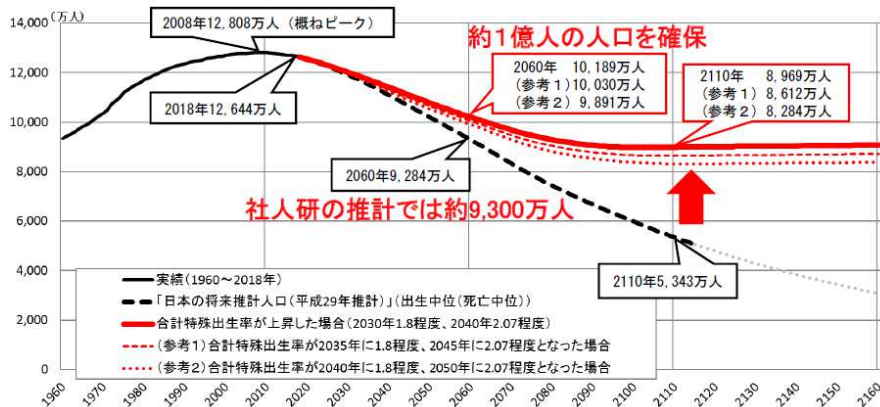 (万人)
14,000
12,000
10,000
8,000
6,000
4,000
2,000
0
2008年12,808万人（概ねピーク）
2018年12,644万人
約１億人の人口を確保
2060年　10,189万人
（参考１）10,030万人
（参考２） 9,891万人
2110年　8,969万人
（参考１） 8,612万人
（参考２） 8,284万人
2060年9,284万人
社人研の推計では約9,300万人
2110年5,343万人
実績（1960～2018年）
「日本の将来推計人口（平成29年推計）」（出生中位（死亡中位））
合計特殊出生率が上昇した場合（2030年1.8程度、2040年2.07程度）
（参考１）合計特殊出生率が2035年に1.8程度、2045年に2.07程度となった場合
（参考２）合計特殊出生率が2040年に1.8程度、2050年に2.07程度となった場合
1960
1970
1980
1990
2000
2010
2020
2030
2040
2050
2060
2070
2080
2090
2100
2110
2120
2130
2140
2150
2160